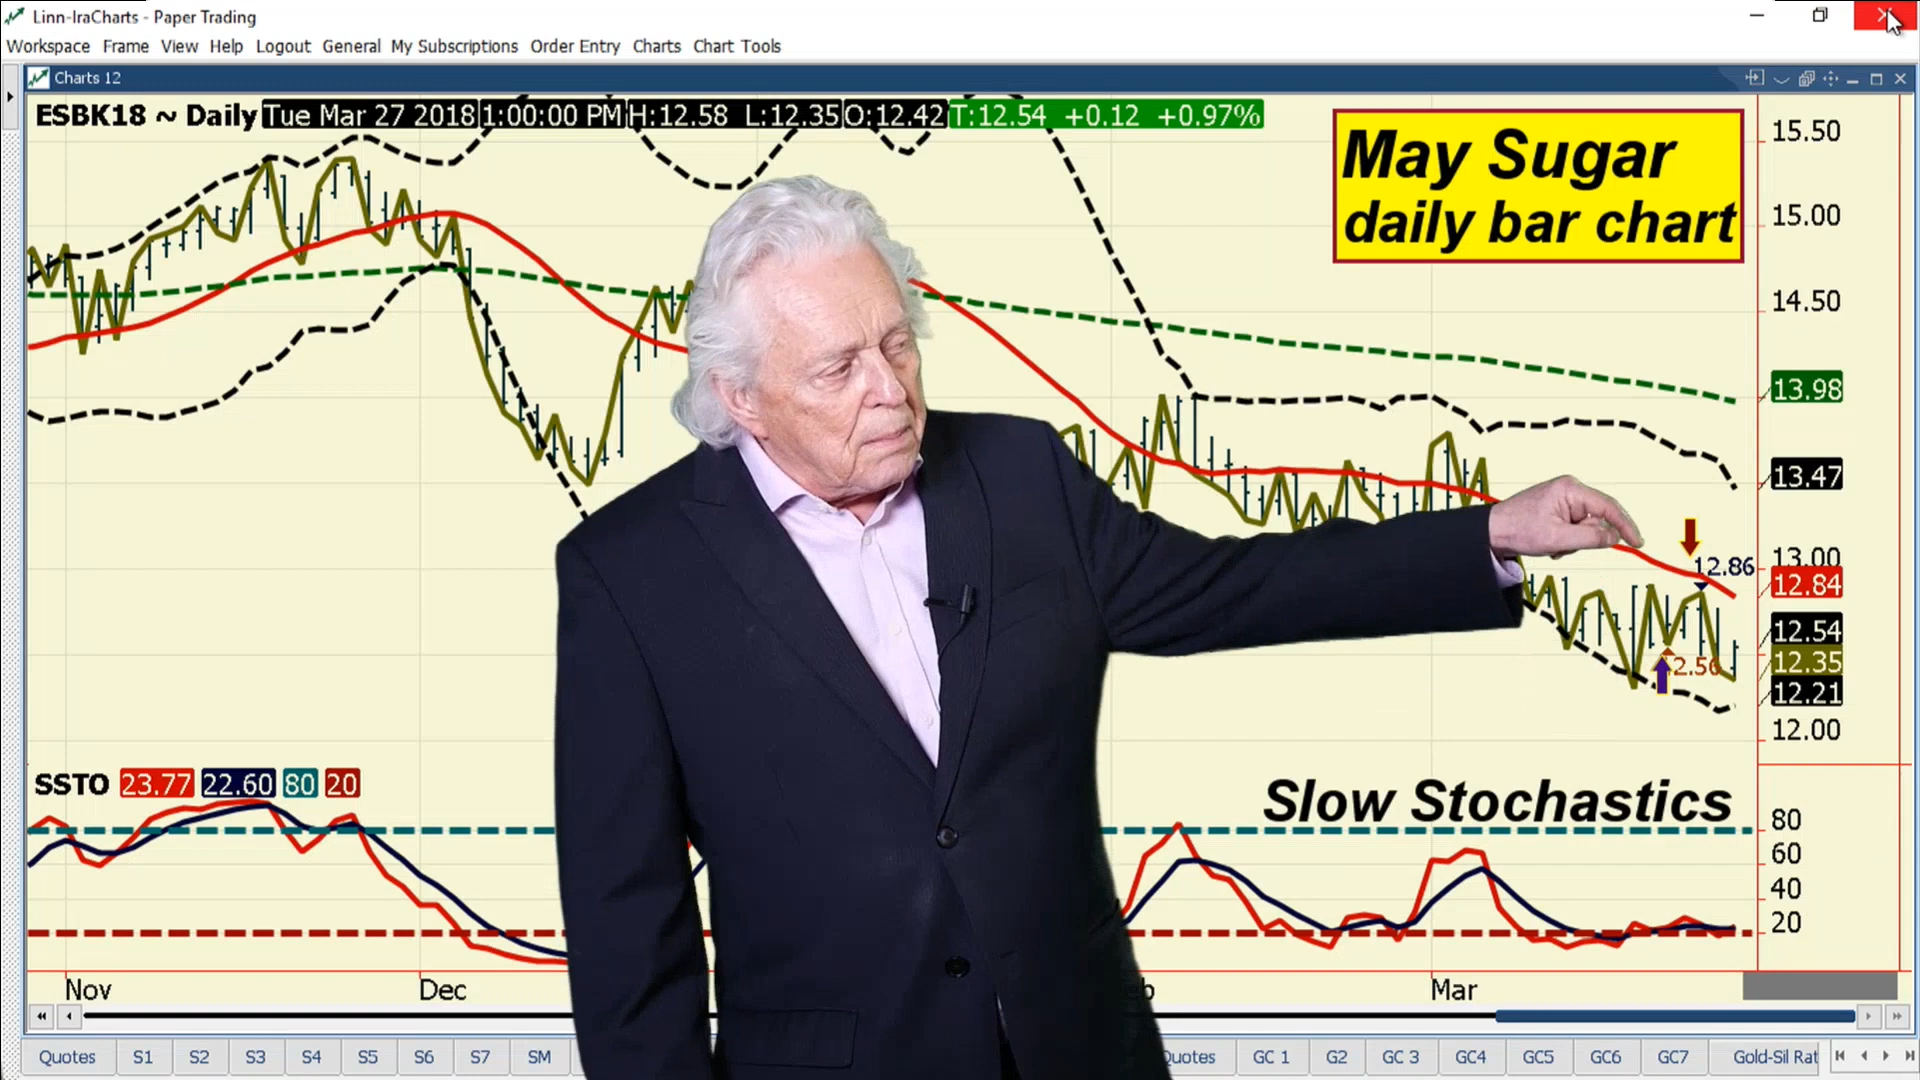 Linn-IraCharts - Paper Trading
Workspace Frame View Help Logout General My Subscriptions Order Entry Charts Chart Tools
Charts 12
ESBK18 ~ Daily Tue Mar 27 2018 1:00:00 PM H:12.58 L:12.35 O:12.42 T:12.54 +0.12 +0.97%
May Sugar
daily bar chart
15.50
15.00
14.50
13.98
13.47
13.00
12.86
12.84
12.54
12.35
12.56
12.21
12.00
SSTO 23.77 22.60 80 20
Slow Stochastics
80
60
40
20
Nov Dec Mar
Quotes S1 S2 S3 S4 S5 S6 S7 SM Quotes GC 1 G2 GC 3 GC4 GC5 GC6 GC7 Gold-Sil Rat